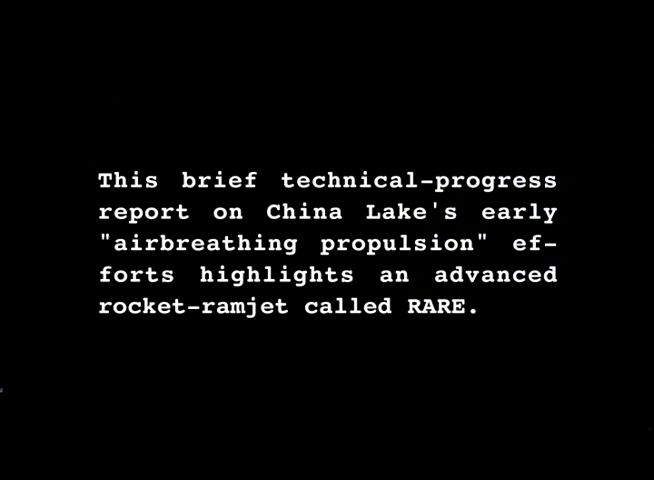 This brief technical-progress
report on China Lake's early
"airbreathing propulsion" ef-
forts highlights an advanced
rocket-ramjet called RARE.